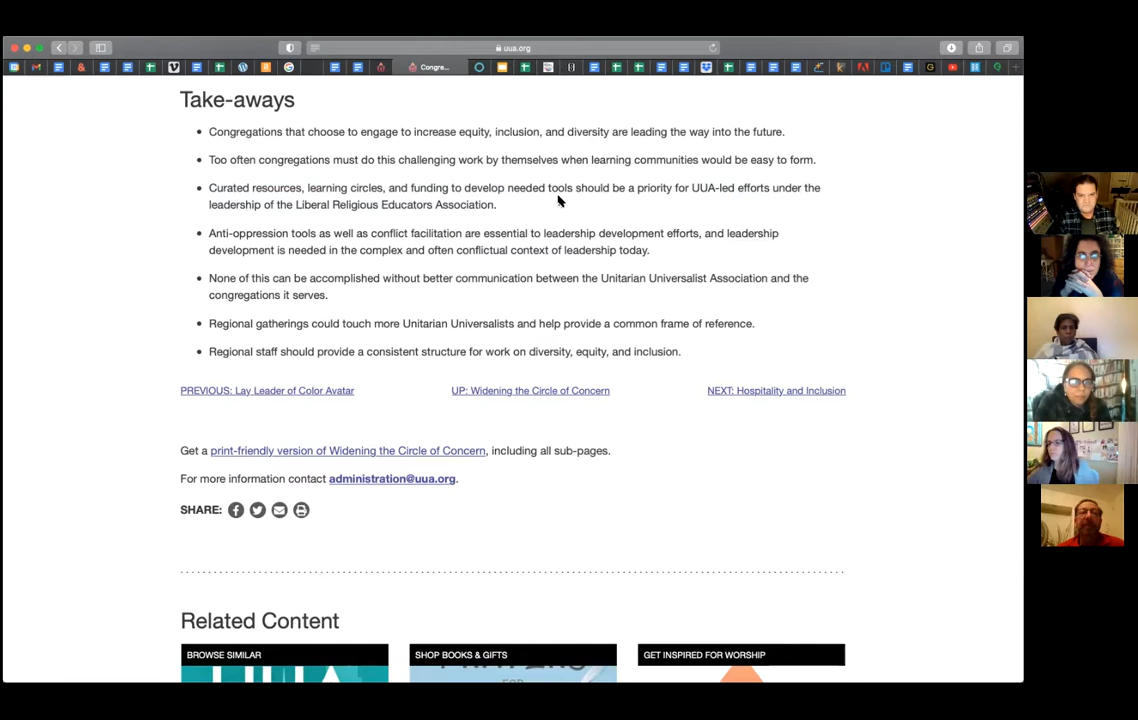 uua.org
Congre...
Take-aways
• Congregations that choose to engage to increase equity, inclusion, and diversity are leading the way into the future.
• Too often congregations must do this challenging work by themselves when learning communities would be easy to form.
• Curated resources, learning circles, and funding to develop needed tools should be a priority for UUA-led efforts under the
leadership of the Liberal Religious Educators Association.
• Anti-oppression tools as well as conflict facilitation are essential to leadership development efforts, and leadership
development is needed in the complex and often conflictual context of leadership today.
• None of this can be accomplished without better communication between the Unitarian Universalist Association and the
congregations it serves.
• Regional gatherings could touch more Unitarian Universalists and help provide a common frame of reference.
• Regional staff should provide a consistent structure for work on diversity, equity, and inclusion.
PREVIOUS: Lay Leader of Color Avatar UP: Widening the Circle of Concern NEXT: Hospitality and Inclusion
Get a print-friendly version of Widening the Circle of Concern, including all sub-pages.
For more information contact administration@uua.org.
SHARE:
Related Content
BROWSE SIMILAR SHOP BOOKS & GIFTS GET INSPIRED FOR WORSHIP
FOR